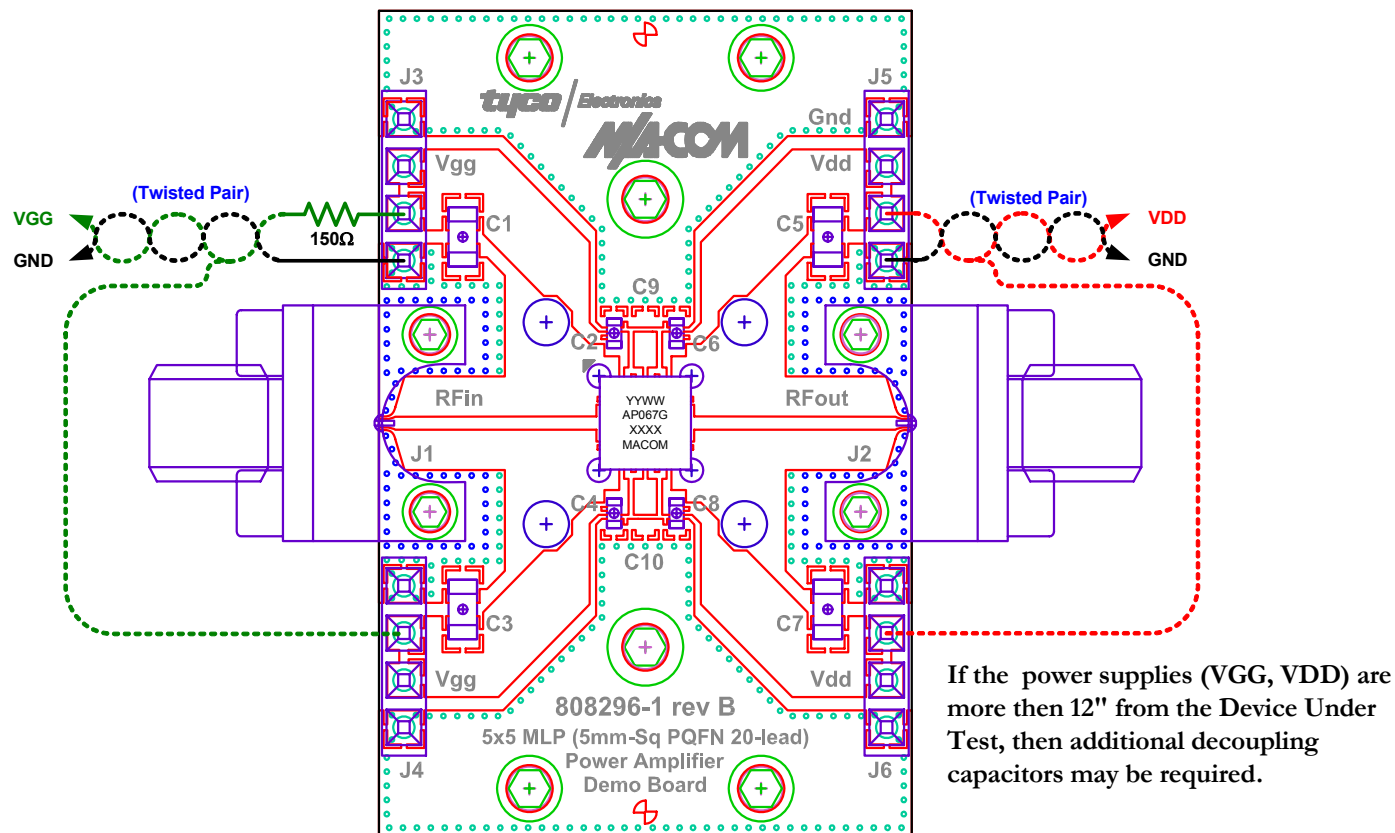 J3
J5
tyco Electronics
M/A-COM
Gnd
Vgg
Vdd
(Twisted Pair)
(Twisted Pair)
VGG
150Ω
C1
C5
VDD
GND
GND
C9
C2
C6
RFin
RFout
YYWW
AP067G
XXXX
MACOM
J1
J2
C4
C8
C10
C3
C7
Vgg
Vdd
808296-1 rev B
5x5 MLP (5mm-Sq PQFN 20-lead)
Power Amplifier
Demo Board
J4
J6
If the power supplies (VGG, VDD) are
more then 12" from the Device Under
Test, then additional decoupling
capacitors may be required.